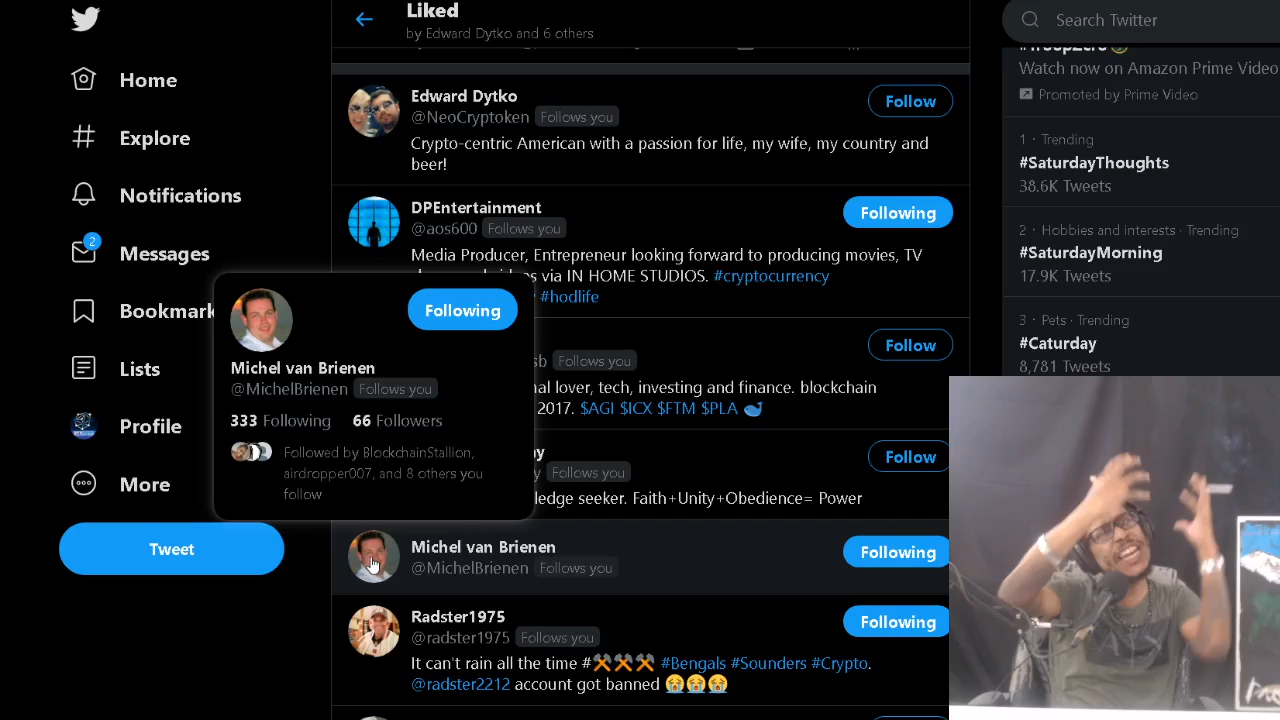 Home
Explore
Notifications
2
Messages
Bookmark
Lists
Profile
More
Tweet
Liked
by Edward Dytko and 6 others
Edward Dytko
@NeoCryptoken Follows you
Follow
Crypto-centric American with a passion for life, my wife, my country and
beer!
DPEntertainment
@aos600 Follows you
Following
Media Producer, Entrepreneur looking forward to producing movies, TV
via IN HOME STUDIOS. #cryptocurrency
#hodlife
sb Follows you
Follow
nal lover, tech, investing and finance. blockchain
2017. $AGI $ICX $FTM $PLA
Follows you
Follow
ledge seeker. Faith+Unity+Obedience= Power
Michel van Brienen
@MichelBrienen Follows you
Following
333 Following 66 Followers
Followed by BlockchainStallion,
airdropper007, and 8 others you
follow
Michel van Brienen
@MichelBrienen Follows you
Following
Radster1975
@radster1975 Follows you
Following
It can't rain all the time #⚒⚒⚒ #Bengals #Sounders #Crypto.
@radster2212 account got banned 😭😭😭
Search Twitter
#TroopZero
Watch now on Amazon Prime Video
Promoted by Prime Video
1 · Trending
#SaturdayThoughts
38.6K Tweets
2 · Hobbies and interests · Trending
#SaturdayMorning
17.9K Tweets
3 · Pets · Trending
#Caturday
8,781 Tweets